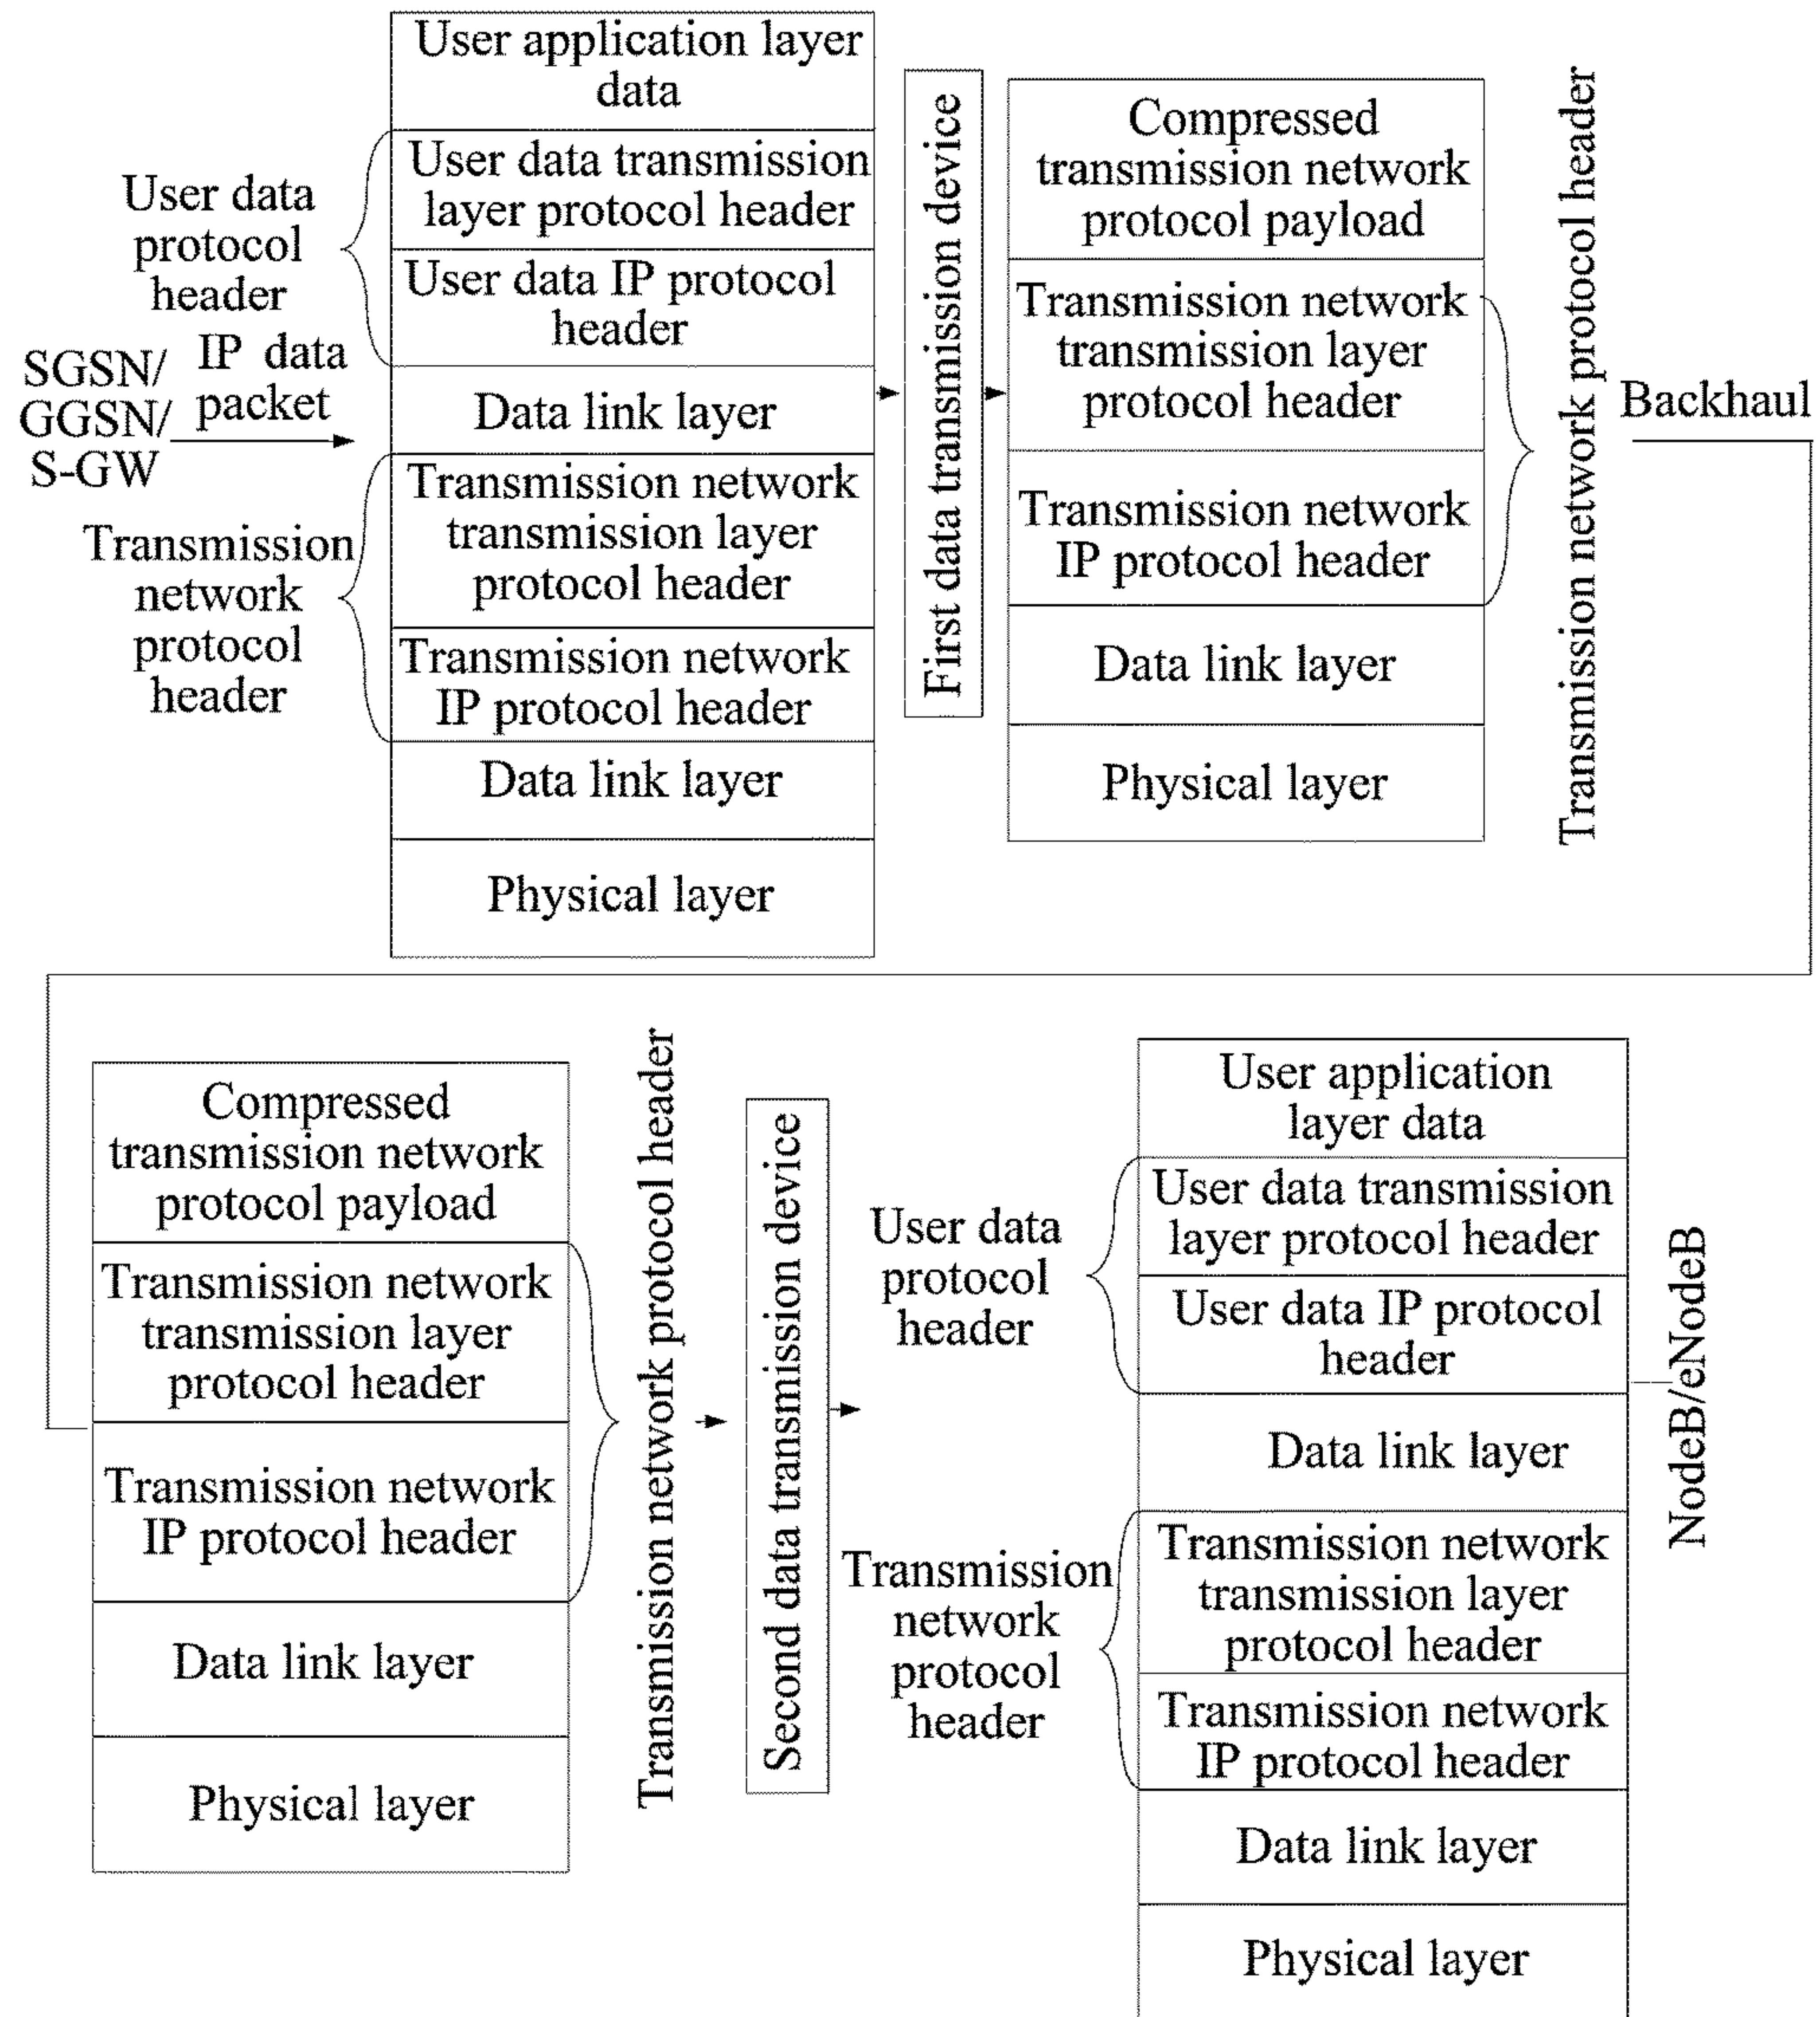 User application layer
data
User data transmission
layer protocol header
User data IP protocol
header
Data link layer
Transmission network
transmission layer
protocol header
Transmission network
IP protocol header
Data link layer
Physical layer
User data
protocol
header
SGSN/
GGSN/
S-GW
IP data
packet
Transmission
network
protocol
header
First data transmission device
Compressed
transmission network
protocol payload
Transmission network
transmission layer
protocol header
Transmission network
IP protocol header
Data link layer
Physical layer
Transmission network protocol header
Backhaul
Compressed
transmission network
protocol payload
Transmission network
transmission layer
protocol header
Transmission network
IP protocol header
Data link layer
Physical layer
Transmission network protocol header
Second data transmission device
User data
protocol
header
Transmission
network
protocol
header
User application
layer data
User data transmission
layer protocol header
User data IP protocol
header
Data link layer
Transmission network
transmission layer
protocol header
Transmission network
IP protocol header
Data link layer
Physical layer
NodeB/eNodeB